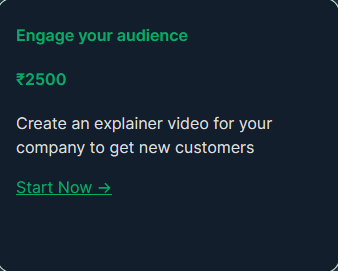 Engage your audience
₹2500
Create an explainer video for your
company to get new customers
Start Now →